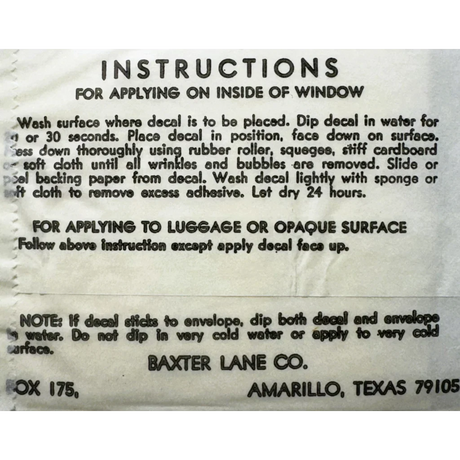 INSTRUCTIONS
FOR APPLYING ON INSIDE OF WINDOW
Wash surface where decal is to be placed. Dip decal in water for
or 30 seconds. Place decal in position, face down on surface.
ess down thoroughly using rubber roller, squeges, stiff cardboard
soft cloth until all wrinkles and bubbles are removed. Slide or
eel backing paper from decal. Wash decal lightly with sponge or
oft cloth to remove excess adhesive. Let dry 24 hours.
FOR APPLYING TO LUGGAGE OR OPAQUE SURFACE
Follow above instruction except apply decal face up.
NOTE: If decal sticks to envelope, dip both decal and envelope
water. Do not dip in very cold water or apply to very cold
surface.
BAXTER LANE CO.
OX 175, AMARILLO, TEXAS 79105